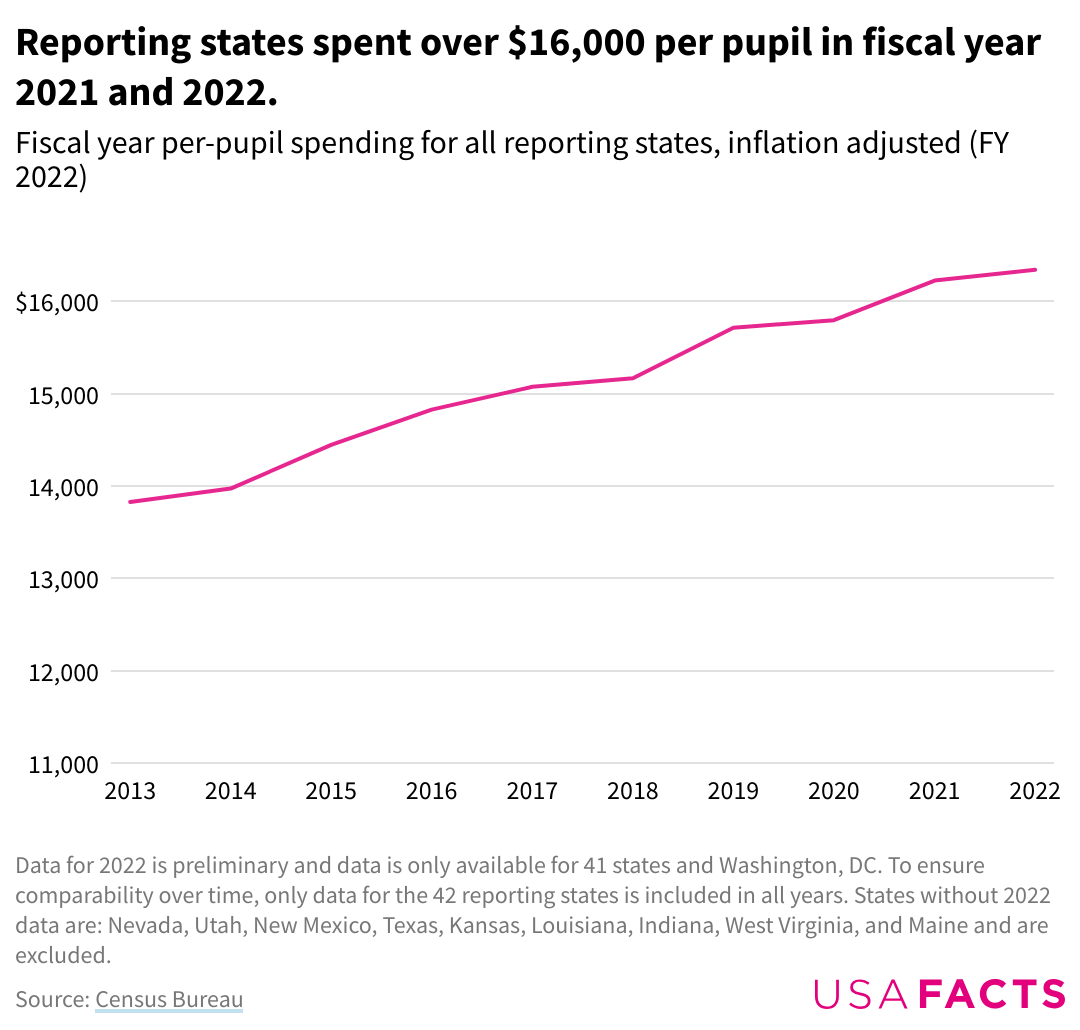 Reporting states spent over $16,000 per pupil in fiscal year
2021 and 2022.
Fiscal year per-pupil spending for all reporting states, inflation adjusted (FY
2022)
$16,000
15,000
14,000
13,000
12,000
11,000
2013 2014 2015 2016 2017 2018 2019 2020 2021 2022
Data for 2022 is preliminary and data is only available for 41 states and Washington, DC. To ensure
comparability over time, only data for the 42 reporting states is included in all years. States without 2022
data are: Nevada, Utah, New Mexico, Texas, Kansas, Louisiana, Indiana, West Virginia, and Maine and are
excluded.
Source: Census Bureau
USAFACTS